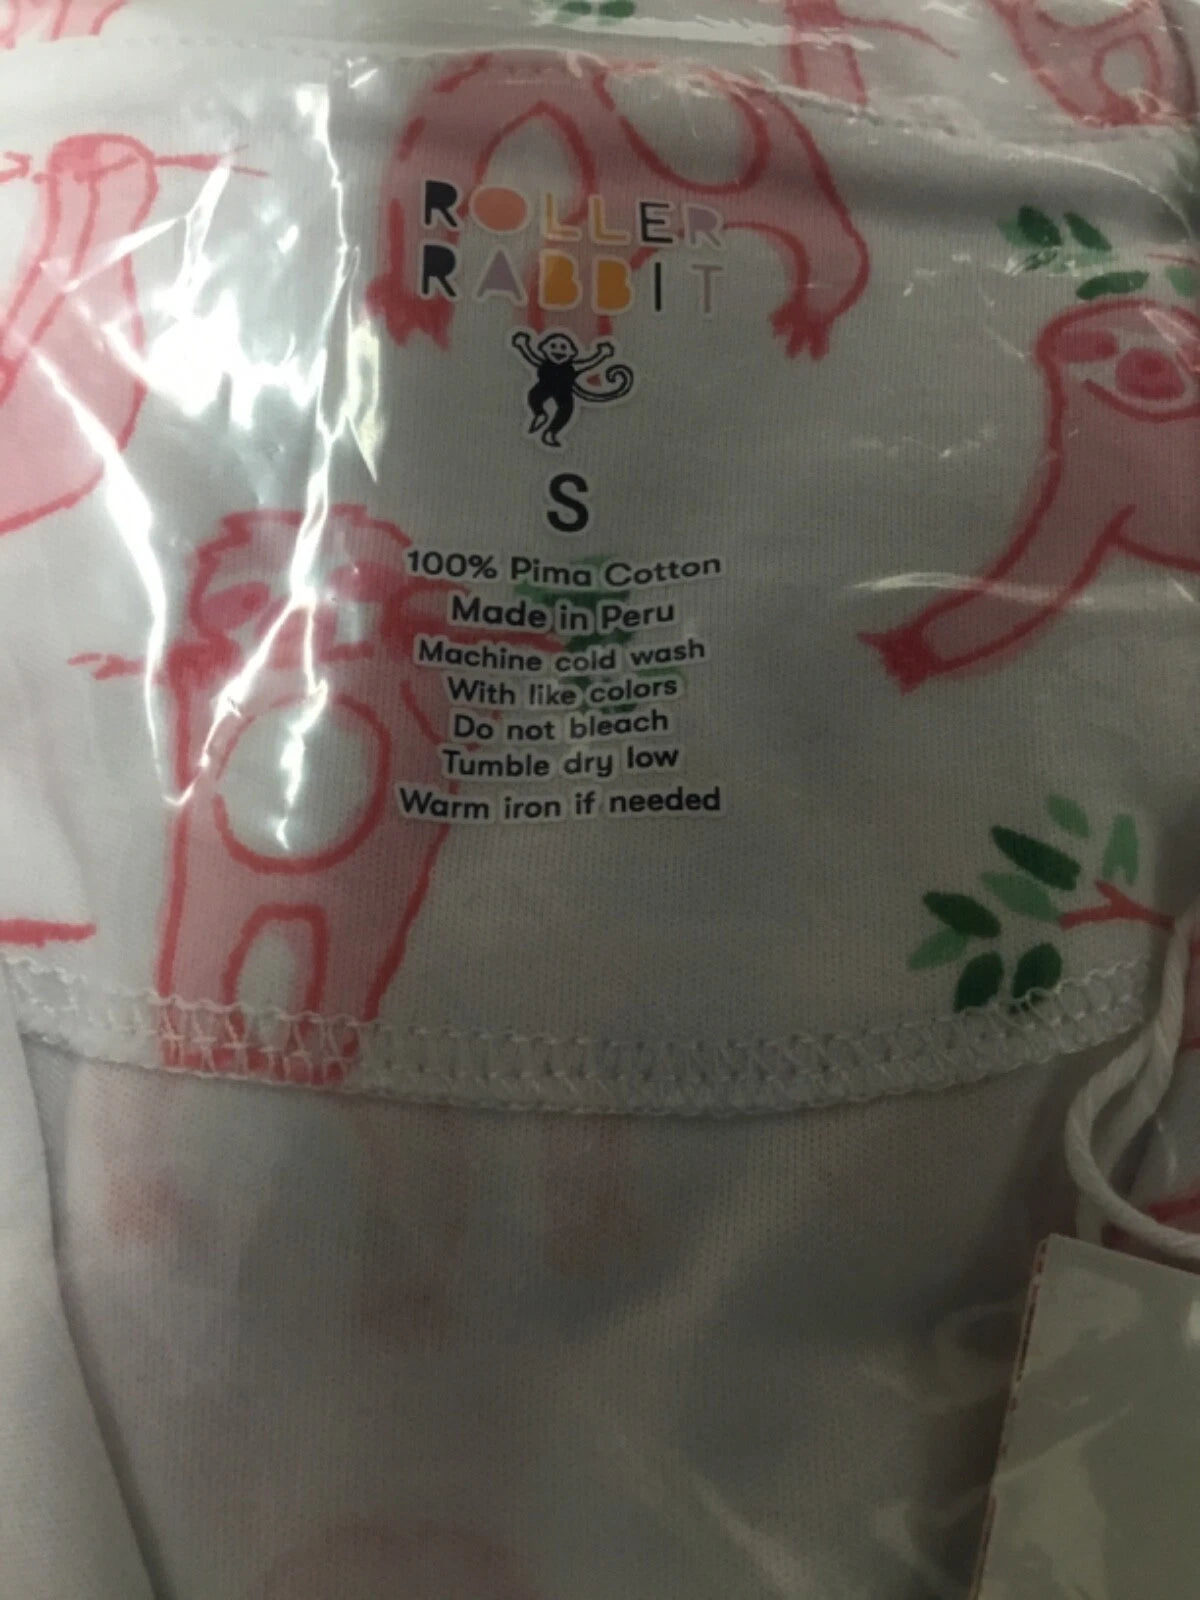 ROLLER
RABBIT
S
100% Pima Cotton
Made in Peru
Machine cold wash
With like colors
Do not bleach
Tumble dry low
Warm iron if needed